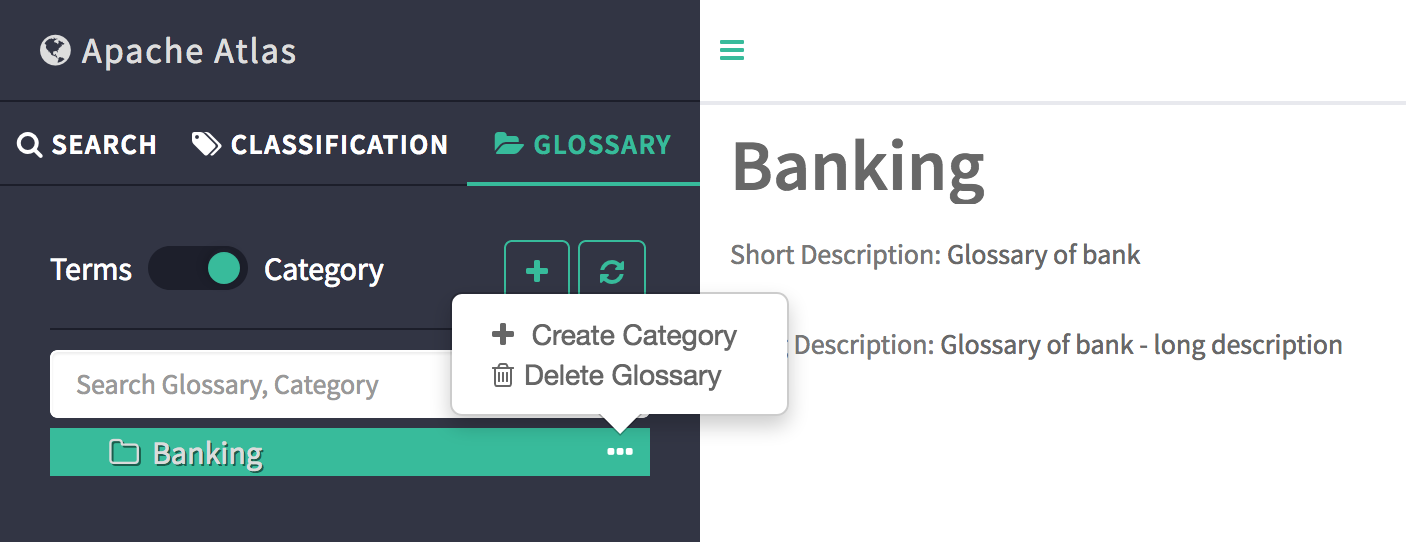 Apache Atlas
SEARCH CLASSIFICATION GLOSSARY
Terms Category
Create Category
Delete Glossary
Search Glossary, Category
Banking
Banking
Short Description: Glossary of bank
Description: Glossary of bank - long description